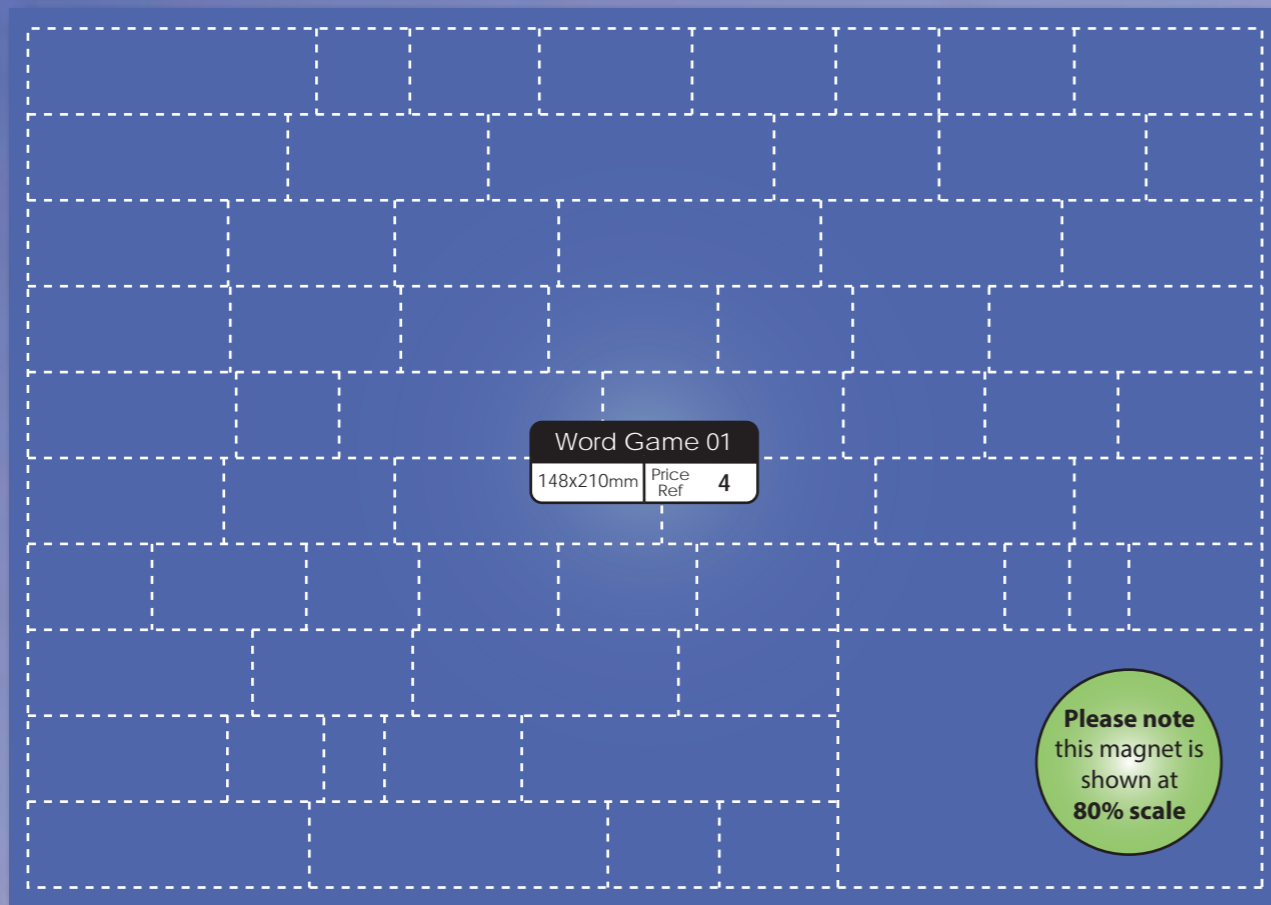 Word Game 01
148x210mm
Price
Ref
4
Please note
this magnet is
shown at
80% scale